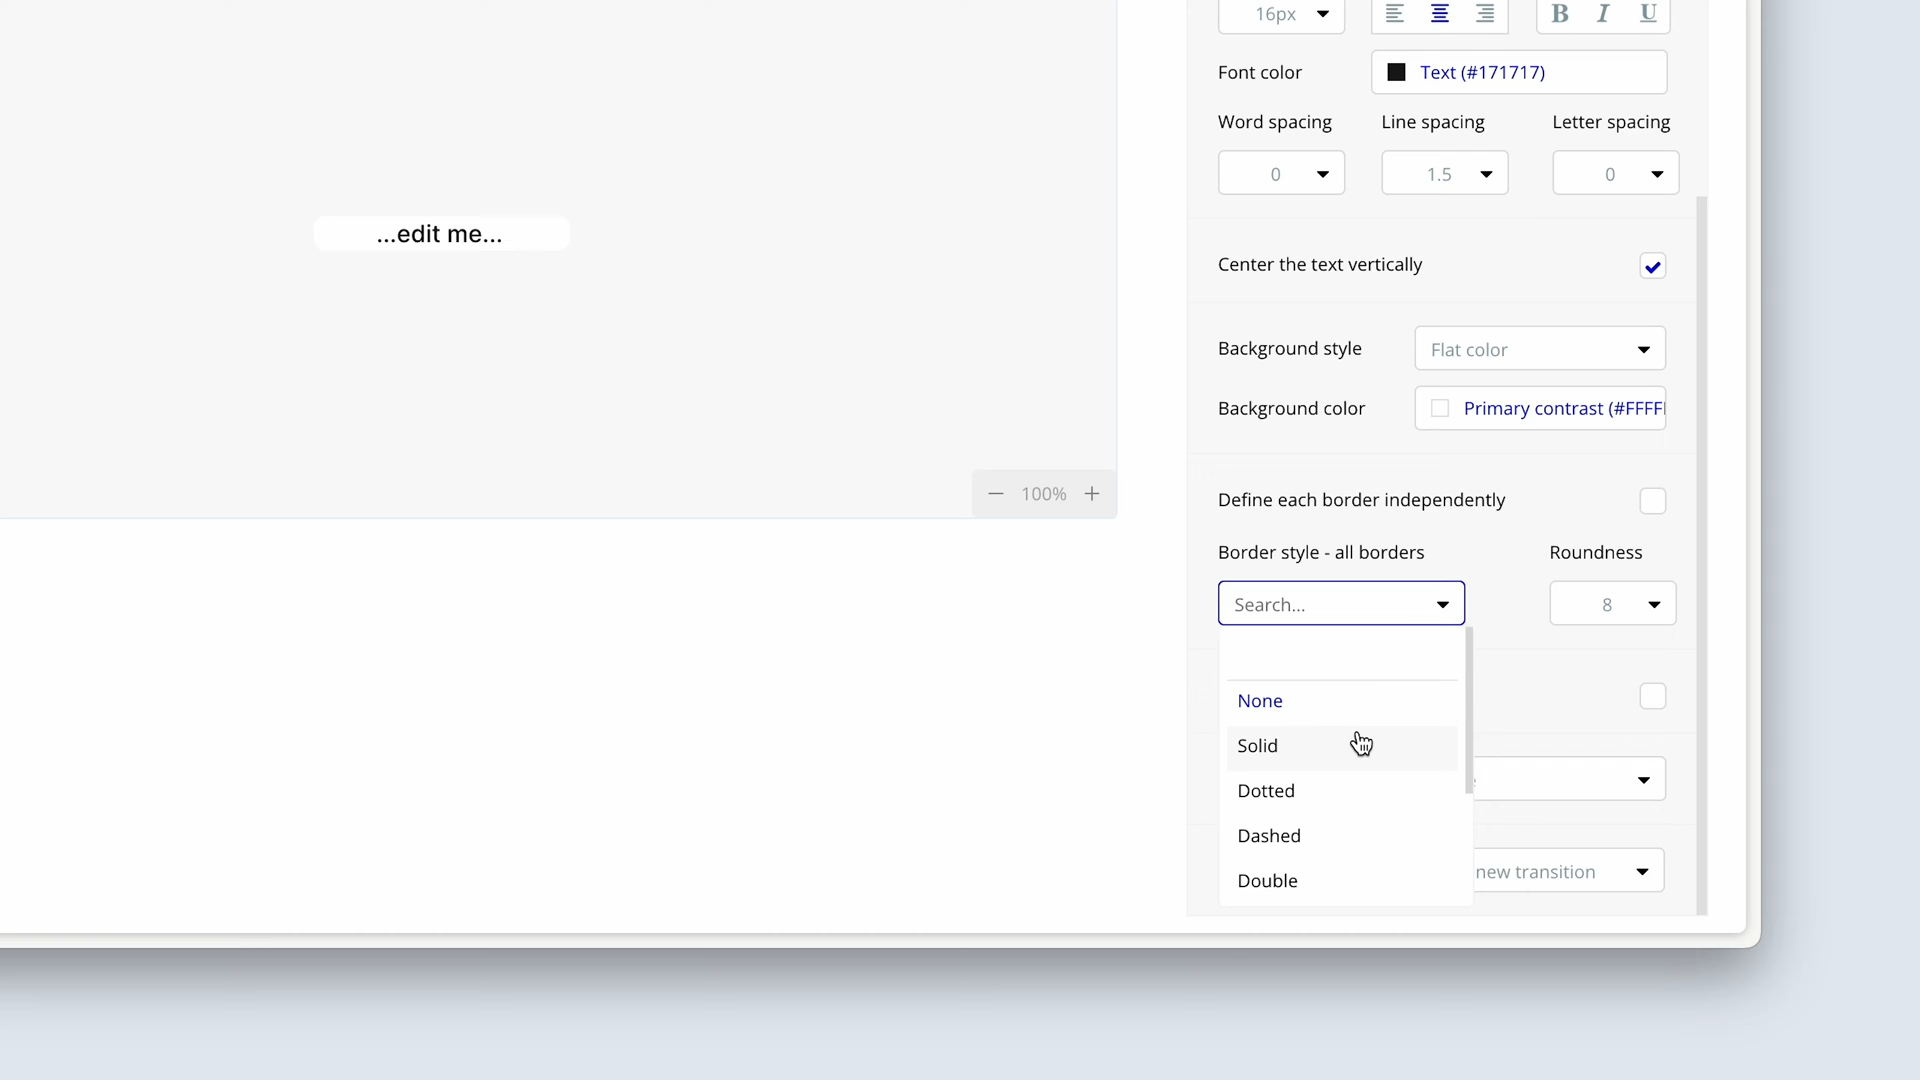 16px
B I U
Font color
Text (#171717)
Word spacing
Line spacing
Letter spacing
0
1.5
0
...edit me...
Center the text vertically
Background style
Flat color
Background color
Primary contrast (#FFFF
100%
Define each border independently
Border style - all borders
Roundness
Search...
8
None
Solid
Dotted
Dashed
Double
new transition